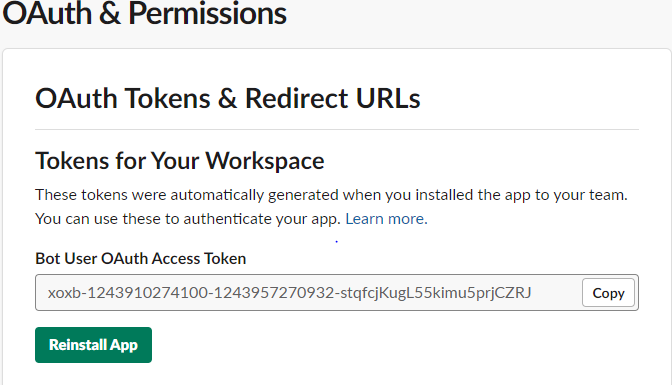 OAuth & Permissions
OAuth Tokens & Redirect URLs
Tokens for Your Workspace
These tokens were automatically generated when you installed the app to your team.
You can use these to authenticate your app. Learn more.
Bot User OAuth Access Token
xoxb-1243910274100-1243957270932-stqfcjKugL55kimu5prjCZRJ
Copy
Reinstall App